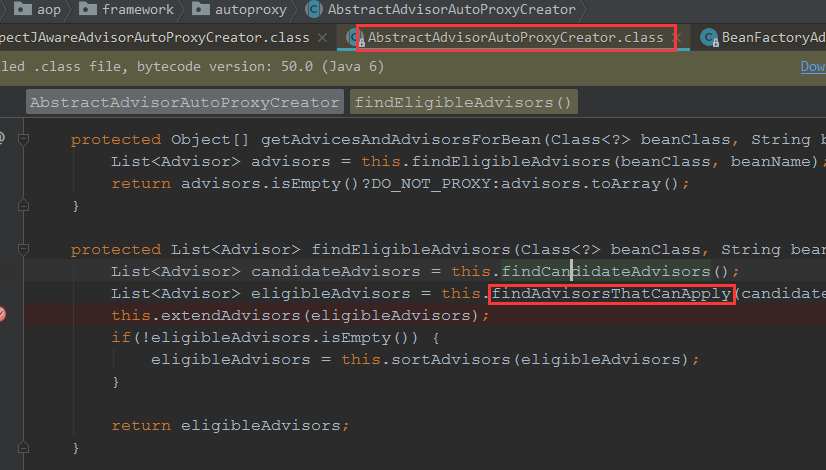 aop framework autoproxy AbstractAdvisorAutoProxyCreator
pectJAwareAdvisorAutoProxyCreator.class × AbstractAdvisorAutoProxyCreator.class × BeanFactoryAd
led .class file, bytecode version: 50.0 (Java 6) Dow
AbstractAdvisorAutoProxyCreator findEligibleAdvisors()
protected Object[] getAdvicesAndAdvisorsForBean(Class<?> beanClass, String b
List<Advisor> advisors = this.findEligibleAdvisors(beanClass, beanName);
return advisors.isEmpty()?DO_NOT_PROXY:advisors.toArray();
}
protected List<Advisor> findEligibleAdvisors(Class<?> beanClass, String bean
List<Advisor> candidateAdvisors = this.findCandidateAdvisors();
List<Advisor> eligibleAdvisors = this.findAdvisorsThatCanApply(candidate
this.extendAdvisors(eligibleAdvisors);
if(!eligibleAdvisors.isEmpty()) {
eligibleAdvisors = this.sortAdvisors(eligibleAdvisors);
}
return eligibleAdvisors;
}